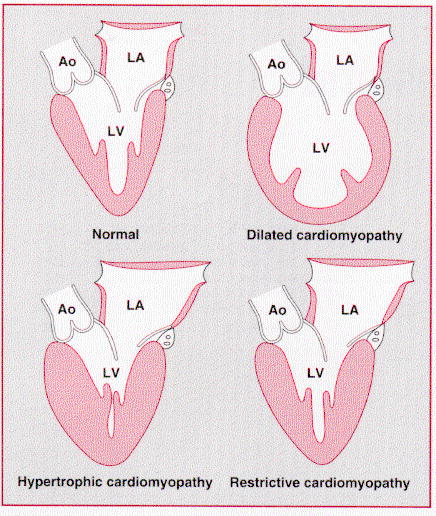 Ao LA
LV
Normal
Ao LA
LV
Dilated cardiomyopathy
Ao LA
LV
Hypertrophic cardiomyopathy
Ao LA
LV
Restrictive cardiomyopathy